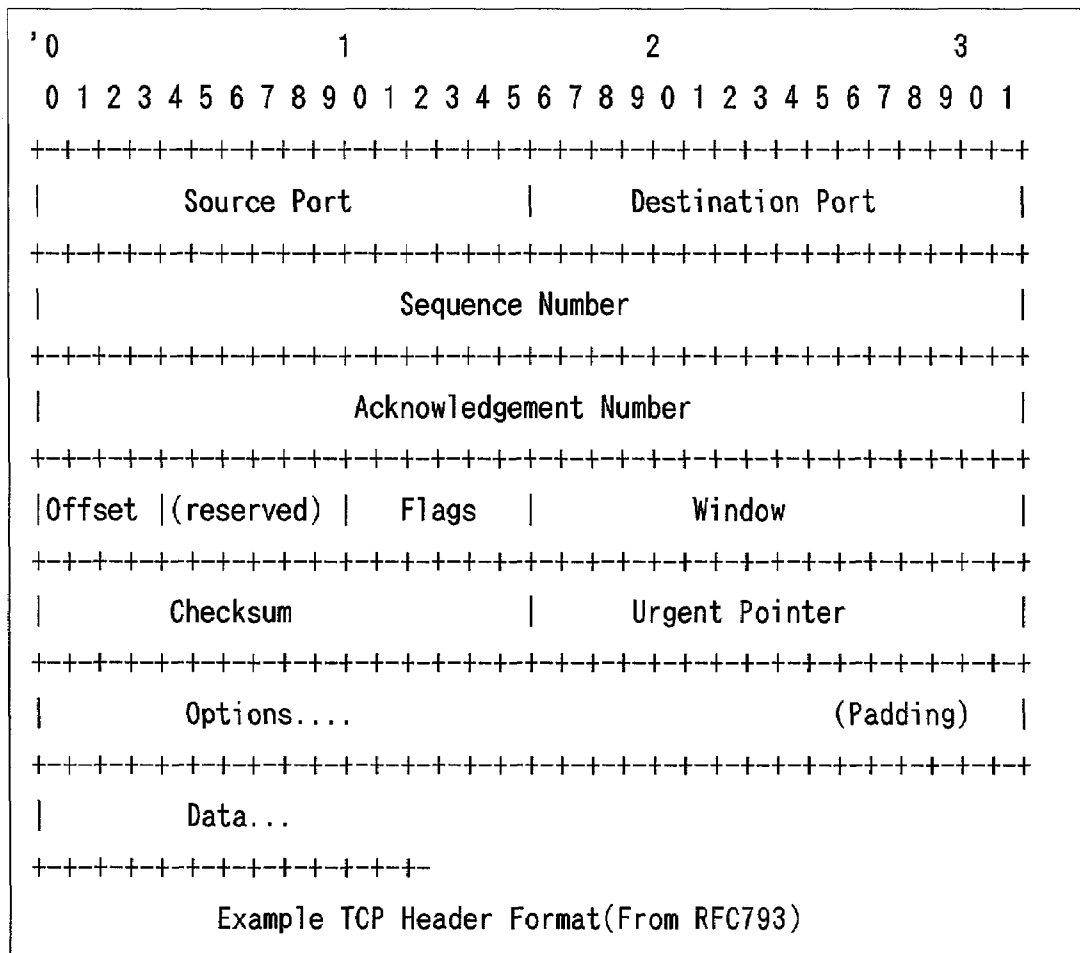 '0                   1                   2                   3
 0 1 2 3 4 5 6 7 8 9 0 1 2 3 4 5 6 7 8 9 0 1 2 3 4 5 6 7 8 9 0 1
+-+-+-+-+-+-+-+-+-+-+-+-+-+-+-+-+-+-+-+-+-+-+-+-+-+-+-+-+-+-+-+-+
|         Source Port           |      Destination Port         |
+-+-+-+-+-+-+-+-+-+-+-+-+-+-+-+-+-+-+-+-+-+-+-+-+-+-+-+-+-+-+-+-+
|                       Sequence Number                         |
+-+-+-+-+-+-+-+-+-+-+-+-+-+-+-+-+-+-+-+-+-+-+-+-+-+-+-+-+-+-+-+-+
|                    Acknowledgement Number                     |
+-+-+-+-+-+-+-+-+-+-+-+-+-+-+-+-+-+-+-+-+-+-+-+-+-+-+-+-+-+-+-+-+
|Offset |(reserved) |   Flags   |          Window               |
+-+-+-+-+-+-+-+-+-+-+-+-+-+-+-+-+-+-+-+-+-+-+-+-+-+-+-+-+-+-+-+-+
|        Checksum               |      Urgent Pointer           |
+-+-+-+-+-+-+-+-+-+-+-+-+-+-+-+-+-+-+-+-+-+-+-+-+-+-+-+-+-+-+-+-+
|         Options....                               (Padding)   |
+-+-+-+-+-+-+-+-+-+-+-+-+-+-+-+-+-+-+-+-+-+-+-+-+-+-+-+-+-+-+-+-+
|         Data...
+-+-+-+-+-+-+-+-+-+-+-+-+-
Example TCP Header Format(From RFC793)